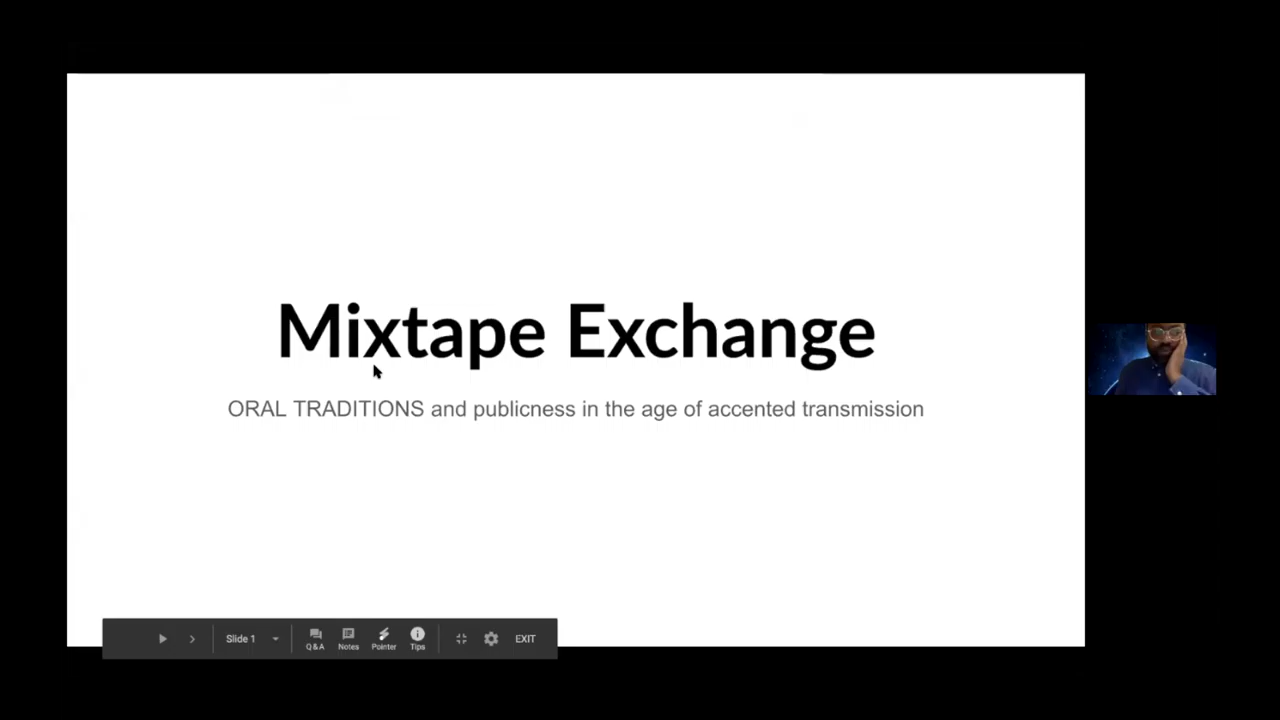 Mixtape Exchange
ORAL TRADITIONS and publicness in the age of accented transmission
Slide 1
Q&A
Notes
Pointer
Tips
EXIT